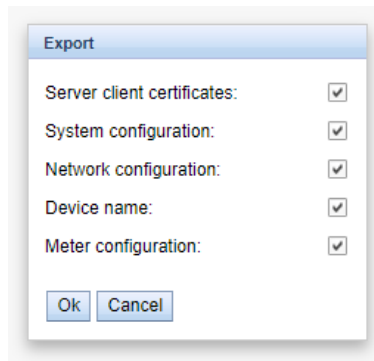 Export
Server client certificates:
System configuration:
Network configuration:
Device name:
Meter configuration:
Ok Cancel